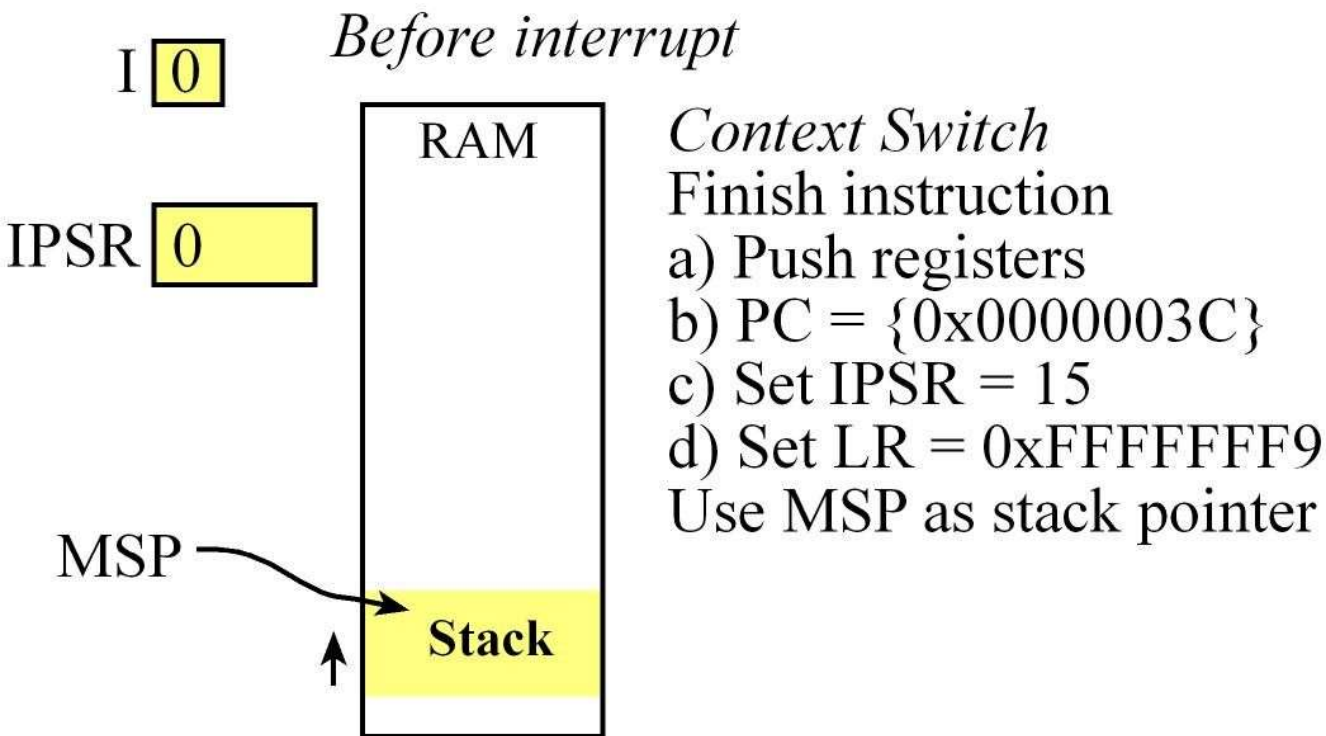 Before interrupt
I 0
RAM
IPSR 0
Context Switch
Finish instruction
a) Push registers
b) PC = {0x0000003C}
c) Set IPSR = 15
d) Set LR = 0xFFFFFFF9
Use MSP as stack pointer
MSP
Stack